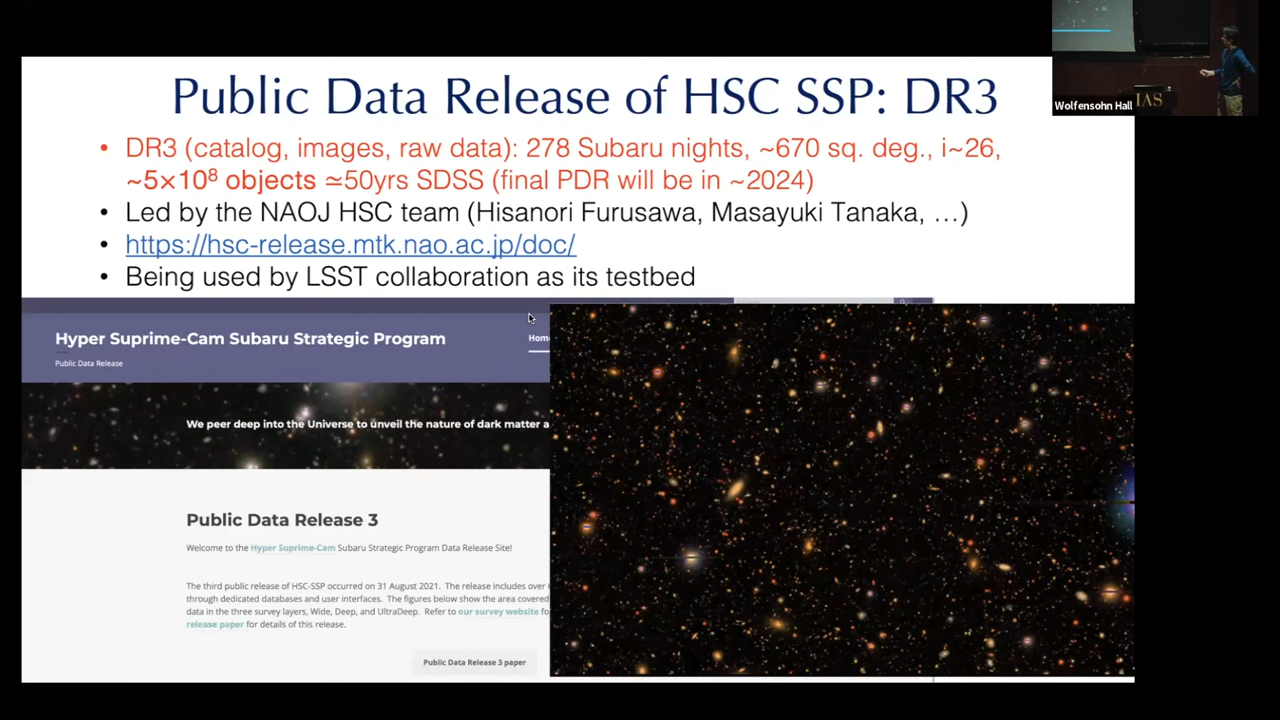 Public Data Release of HSC SSP: DR3
• DR3 (catalog, images, raw data): 278 Subaru nights, ~670 sq. deg., i~26,
~5×10⁸ objects ≃50yrs SDSS (final PDR will be in ~2024)
• Led by the NAOJ HSC team (Hisanori Furusawa, Masayuki Tanaka, …)
• https://hsc-release.mtk.nao.ac.jp/doc/
• Being used by LSST collaboration as its testbed
Wolfensohn Hall
IAS
Hyper Suprime-Cam Subaru Strategic Program
Hom
Public Data Release
We peer deep into the Universe to unveil the nature of dark matter a
Public Data Release 3
Welcome to the Hyper Suprime-Cam Subaru Strategic Program Data Release Site!
The third public release of HSC-SSP occurred on 31 August 2021. The release includes over
through dedicated databases and user interfaces. The figures below show the area covered
data in the three survey layers, Wide, Deep, and UltraDeep. Refer to our survey website fo
release paper for details of this release.
Public Data Release 3 paper